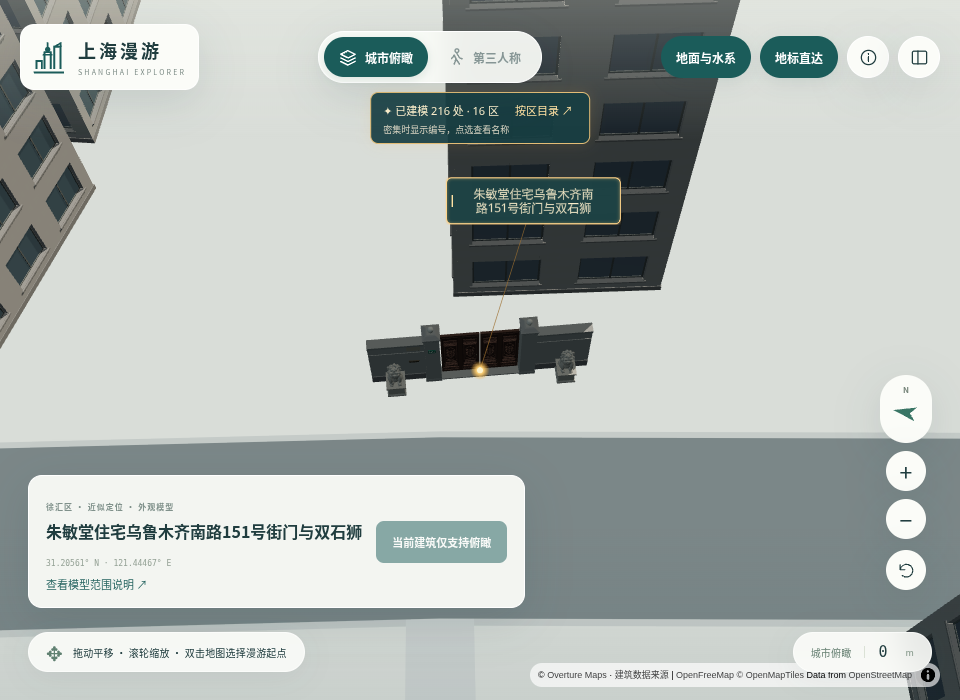 上海漫游
SHANGHAI EXPLORER
城市俯瞰
第三人称
地面与水系
地标直达
✦ 已建模 216 处 · 16 区 按区目录 ↗
密集时显示编号，点选查看名称
朱敏堂住宅乌鲁木齐南
路151号街门与双石狮
N
徐汇区 · 近似定位 · 外观模型
朱敏堂住宅乌鲁木齐南路151号街门与双石狮
当前建筑仅支持俯瞰
31.20561° N · 121.44467° E
查看模型范围说明 ↗
拖动平移 · 滚轮缩放 · 双击地图选择漫游起点
城市俯瞰 0 m
© Overture Maps · 建筑数据来源 | OpenFreeMap © OpenMapTiles Data from OpenStreetMap